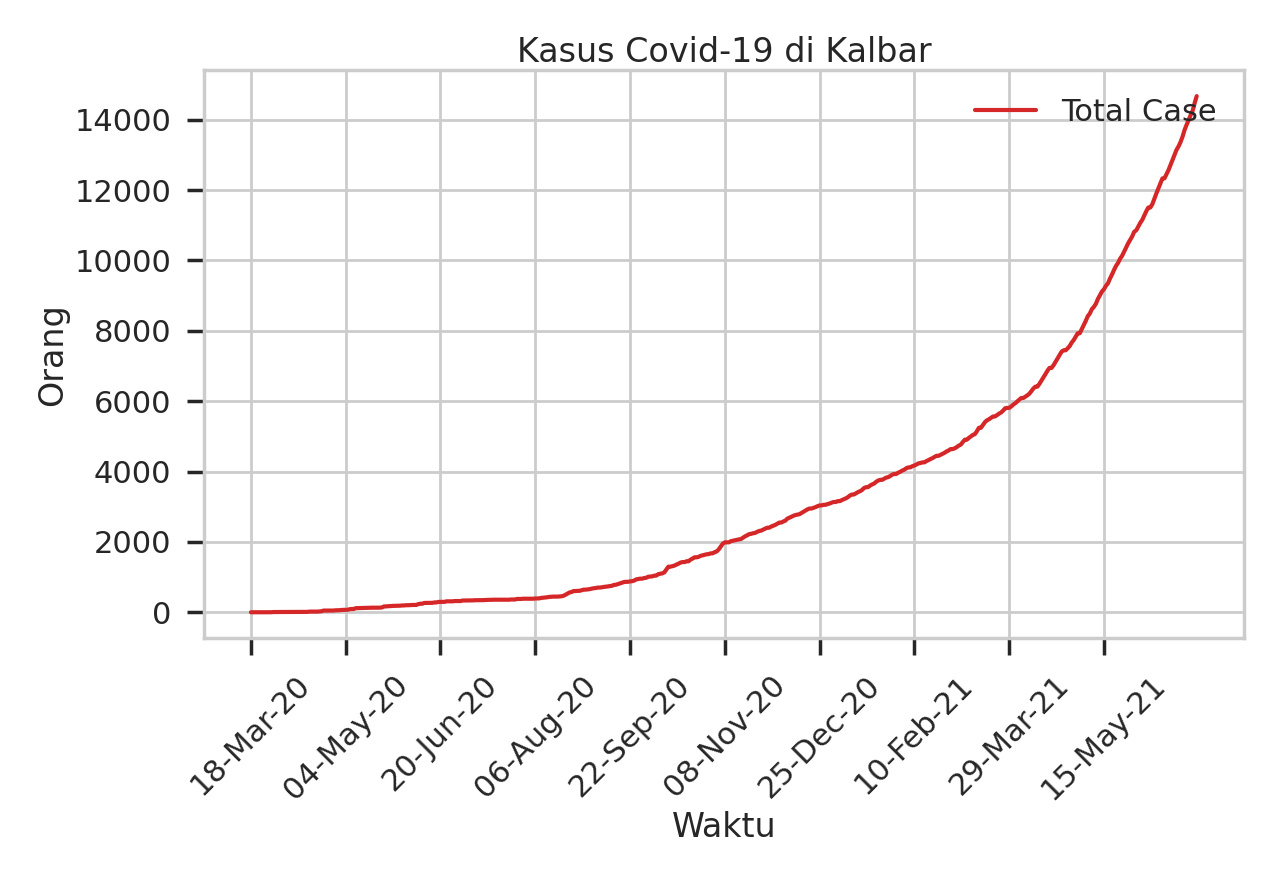 Kasus Covid-19 di Kalbar
Total Case
14000
12000
10000
8000
6000
4000
2000
0
Orang
18-Mar-20
04-May-20
20-Jun-20
06-Aug-20
22-Sep-20
08-Nov-20
25-Dec-20
10-Feb-21
29-Mar-21
15-May-21
Waktu